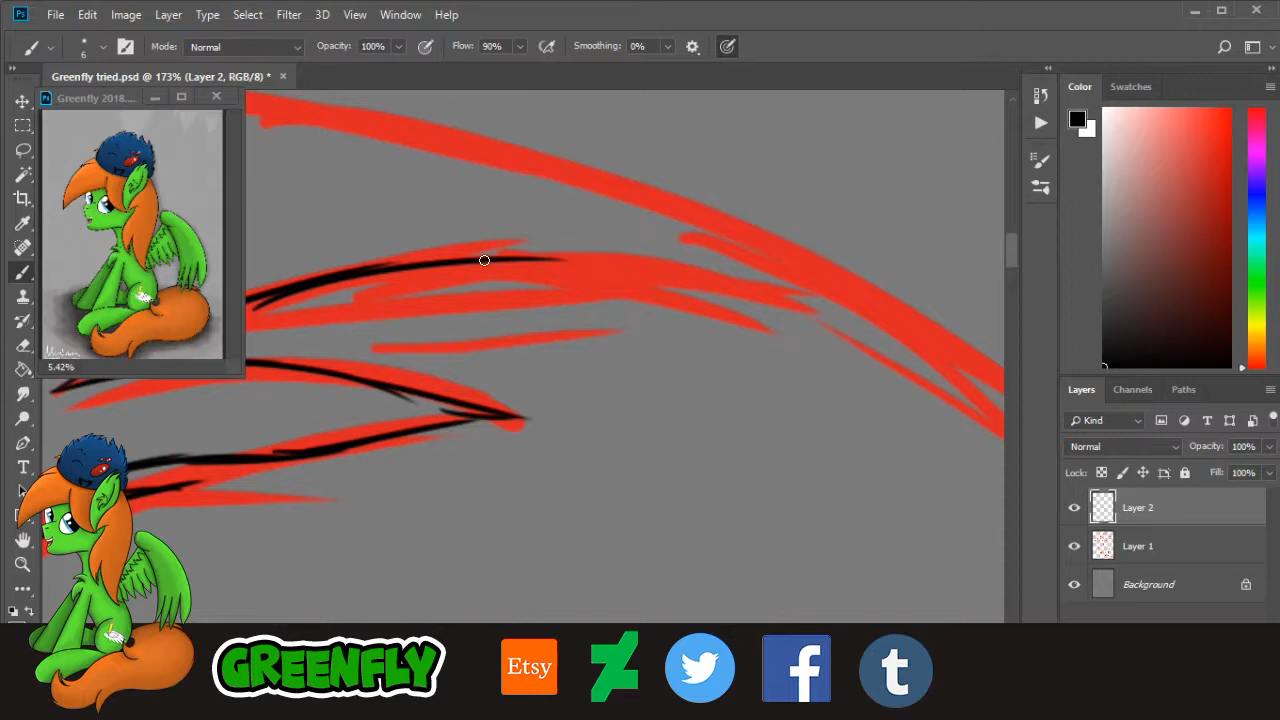 Ps File Edit Image Layer Type Select Filter 3D View Window Help
6 Mode: Normal Opacity: 100% Flow: 90% Smoothing: 0%
Greenfly tried.psd @ 173% (Layer 2, RGB/8) *
Greenfly 2018....
5.42%
Color Swatches
Layers Channels Paths
Kind
Normal Opacity: 100%
Lock: Fill: 100%
Layer 2
Layer 1
Background
GREENFLY
Etsy
f
t